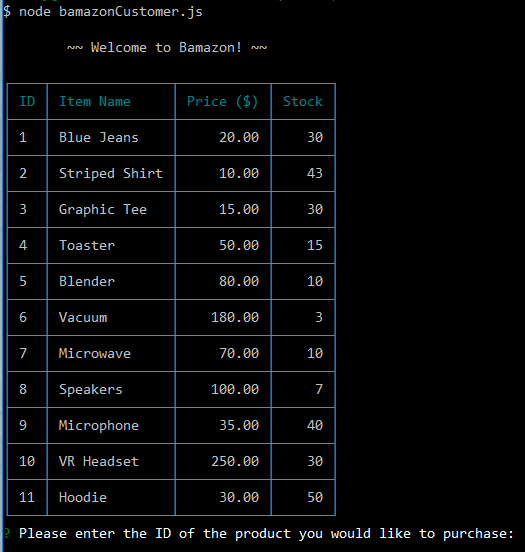 $ node bamazonCustomer.js
~~ Welcome to Bamazon! ~~
ID Item Name Price ($) Stock
1 Blue Jeans 20.00 30
2 Striped Shirt 10.00 43
3 Graphic Tee 15.00 30
4 Toaster 50.00 15
5 Blender 80.00 10
6 Vacuum 180.00 3
7 Microwave 70.00 10
8 Speakers 100.00 7
9 Microphone 35.00 40
10 VR Headset 250.00 30
11 Hoodie 30.00 50
? Please enter the ID of the product you would like to purchase: